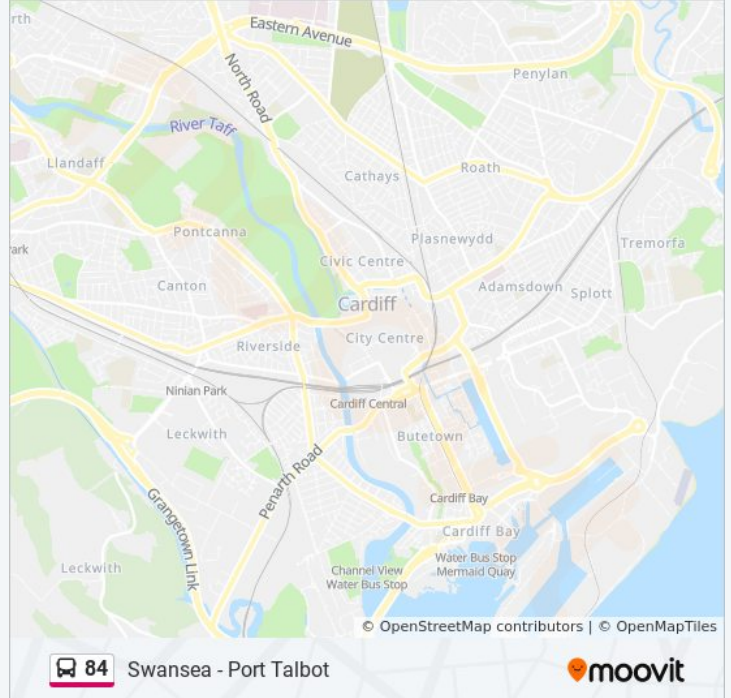 rth
Eastern Avenue
North Road
Penylan
River Taff
Llandaff
Roath
Cathays
Pontcanna
Plasnewydd
ark
Tremorfa
Civic Centre
Canton
Adamsdown
Splott
Cardiff
City Centre
Riverside
Ninian Park
Cardiff Central
Leckwith
Butetown
Penarth Road
Grangetown Link
Cardiff Bay
Cardiff Bay
Water Bus Stop
Mermaid Quay
Leckwith
Channel View
Water Bus Stop
© OpenStreetMap contributors | © OpenMapTiles
84 Swansea - Port Talbot
moovit